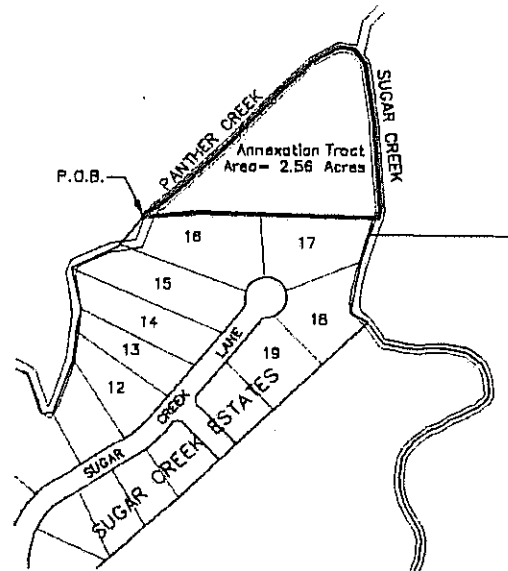 PANTHER CREEK
SUGAR CREEK
Annexation Tract
Area= 2.56 Acres
P.O.B.
16
17
15
14
18
13
19
12
SUGAR CREEK LANE
SUGAR CREEK ESTATES